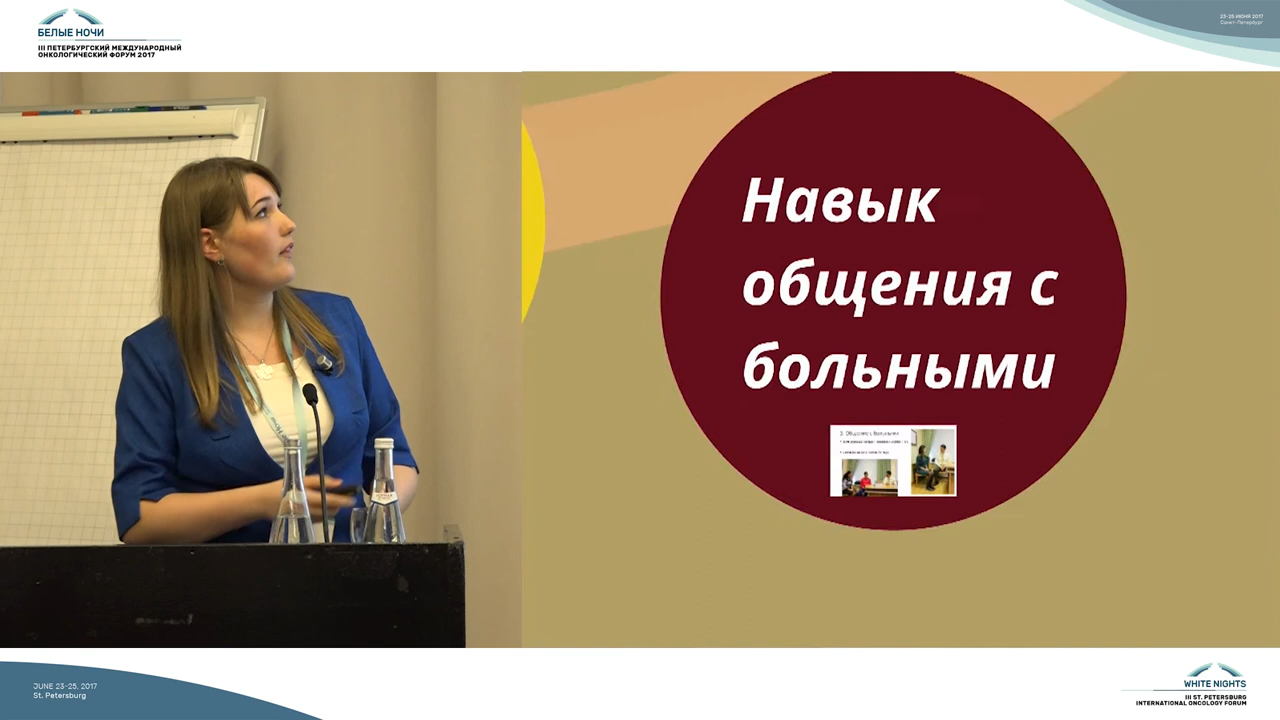 БЕЛЫЕ НОЧИ
III ПЕТЕРБУРГСКИЙ МЕЖДУНАРОДНЫЙ
ОНКОЛОГИЧЕСКИЙ ФОРУМ 2017
23-25 ИЮНЯ 2017
Санкт-Петербург
Навык
общения с
больными
JUNE 23-25, 2017
St. Petersburg
WHITE NIGHTS
III ST. PETERSBURG
INTERNATIONAL ONCOLOGY FORUM